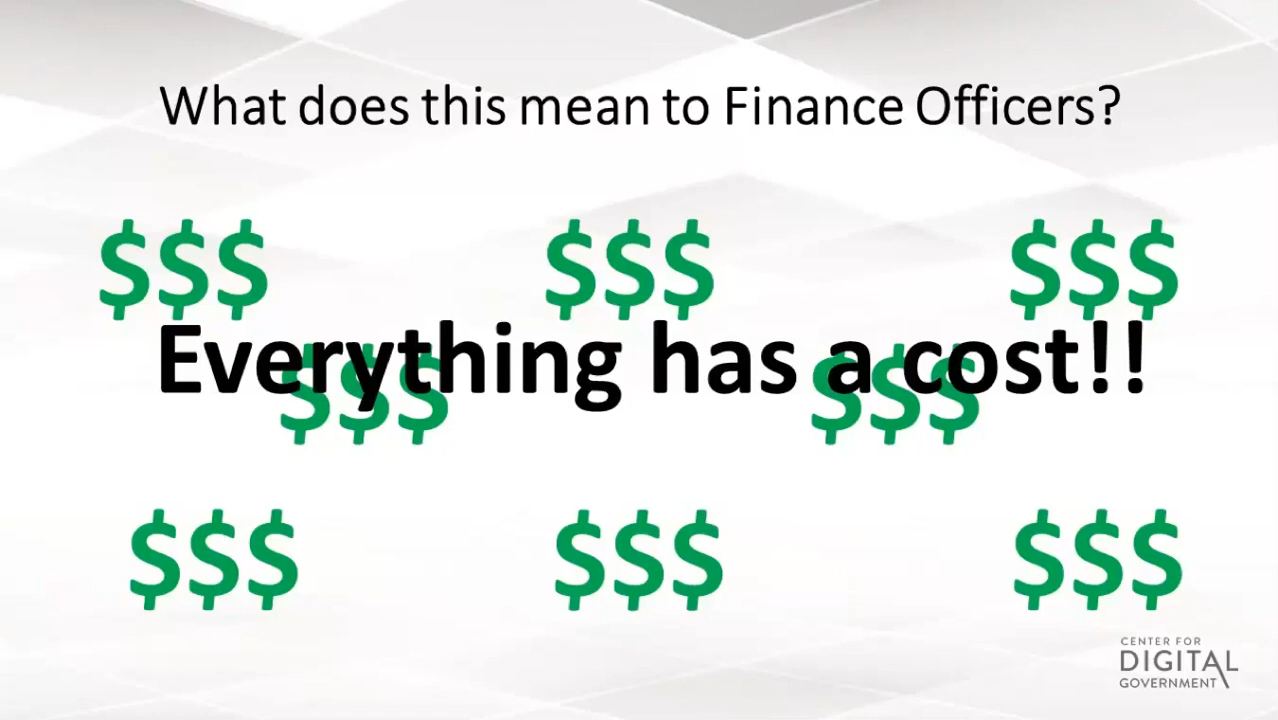 What does this mean to Finance Officers?
$$$ $$$ $$$
Everything has a cost!!
$$$ $$$
$$$ $$$ $$$
CENTER FOR
DIGITAL
GOVERNMENT